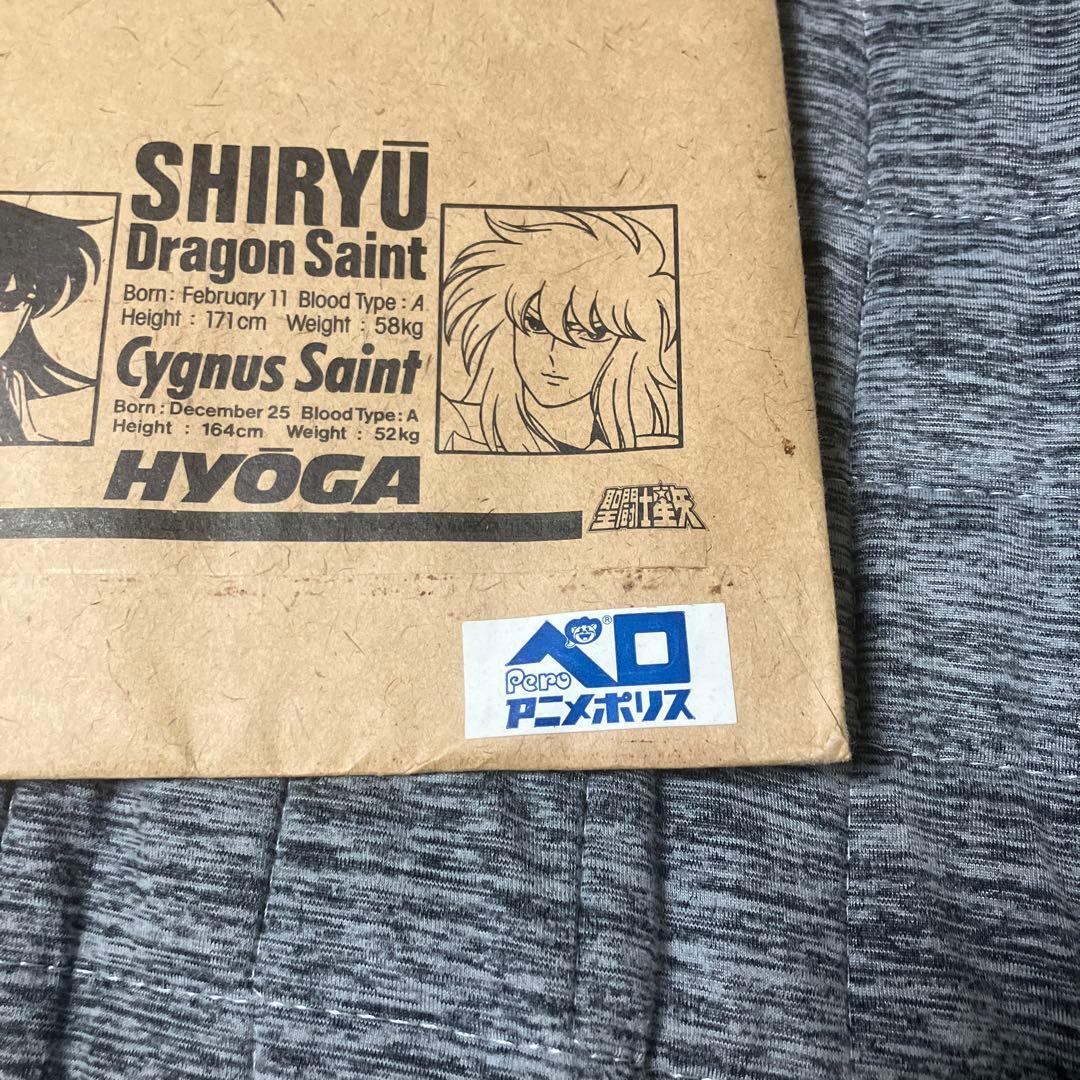 SHIRYŪ
Dragon Saint
Born: February 11 Blood Type: A
Height : 171cm Weight : 58kg
Cygnus Saint
Born: December 25 Blood Type: A
Height : 164cm Weight : 52kg
HYŌGA
聖闘士星矢
ペロ®
Pero
アニメポリス